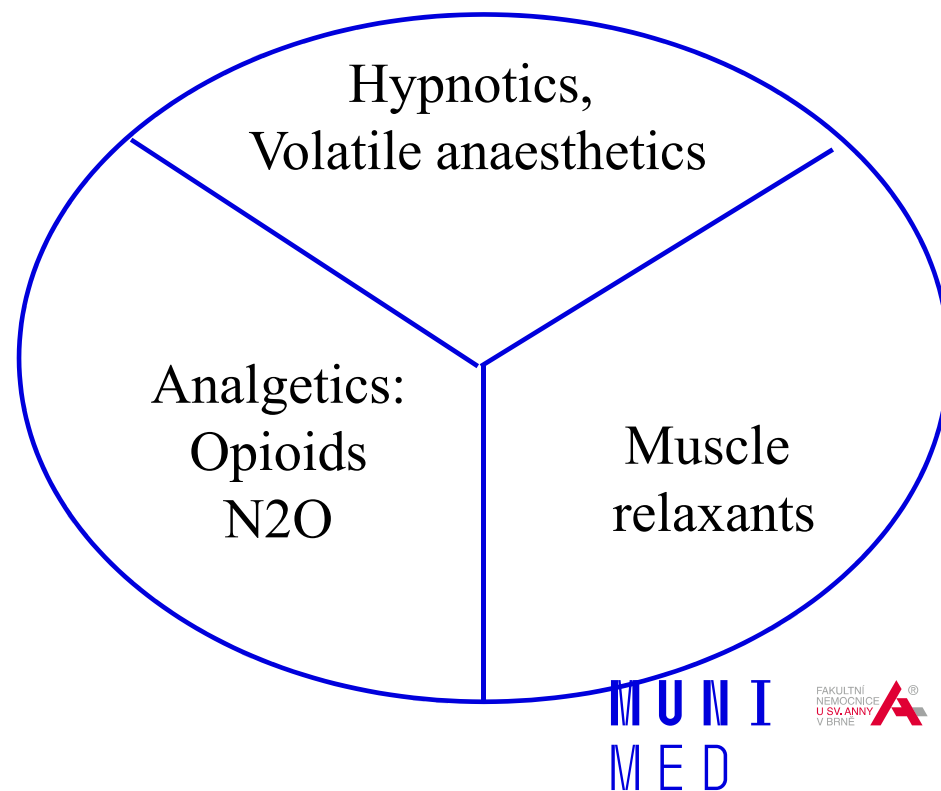 Hypnotics,
Volatile anaesthetics
Analgetics:
Opioids
N2O
Muscle
relaxants
MUNI
MED
FAKULTNÍ
NEMOCNICE
U SV. ANNY
V BRNĚ
®